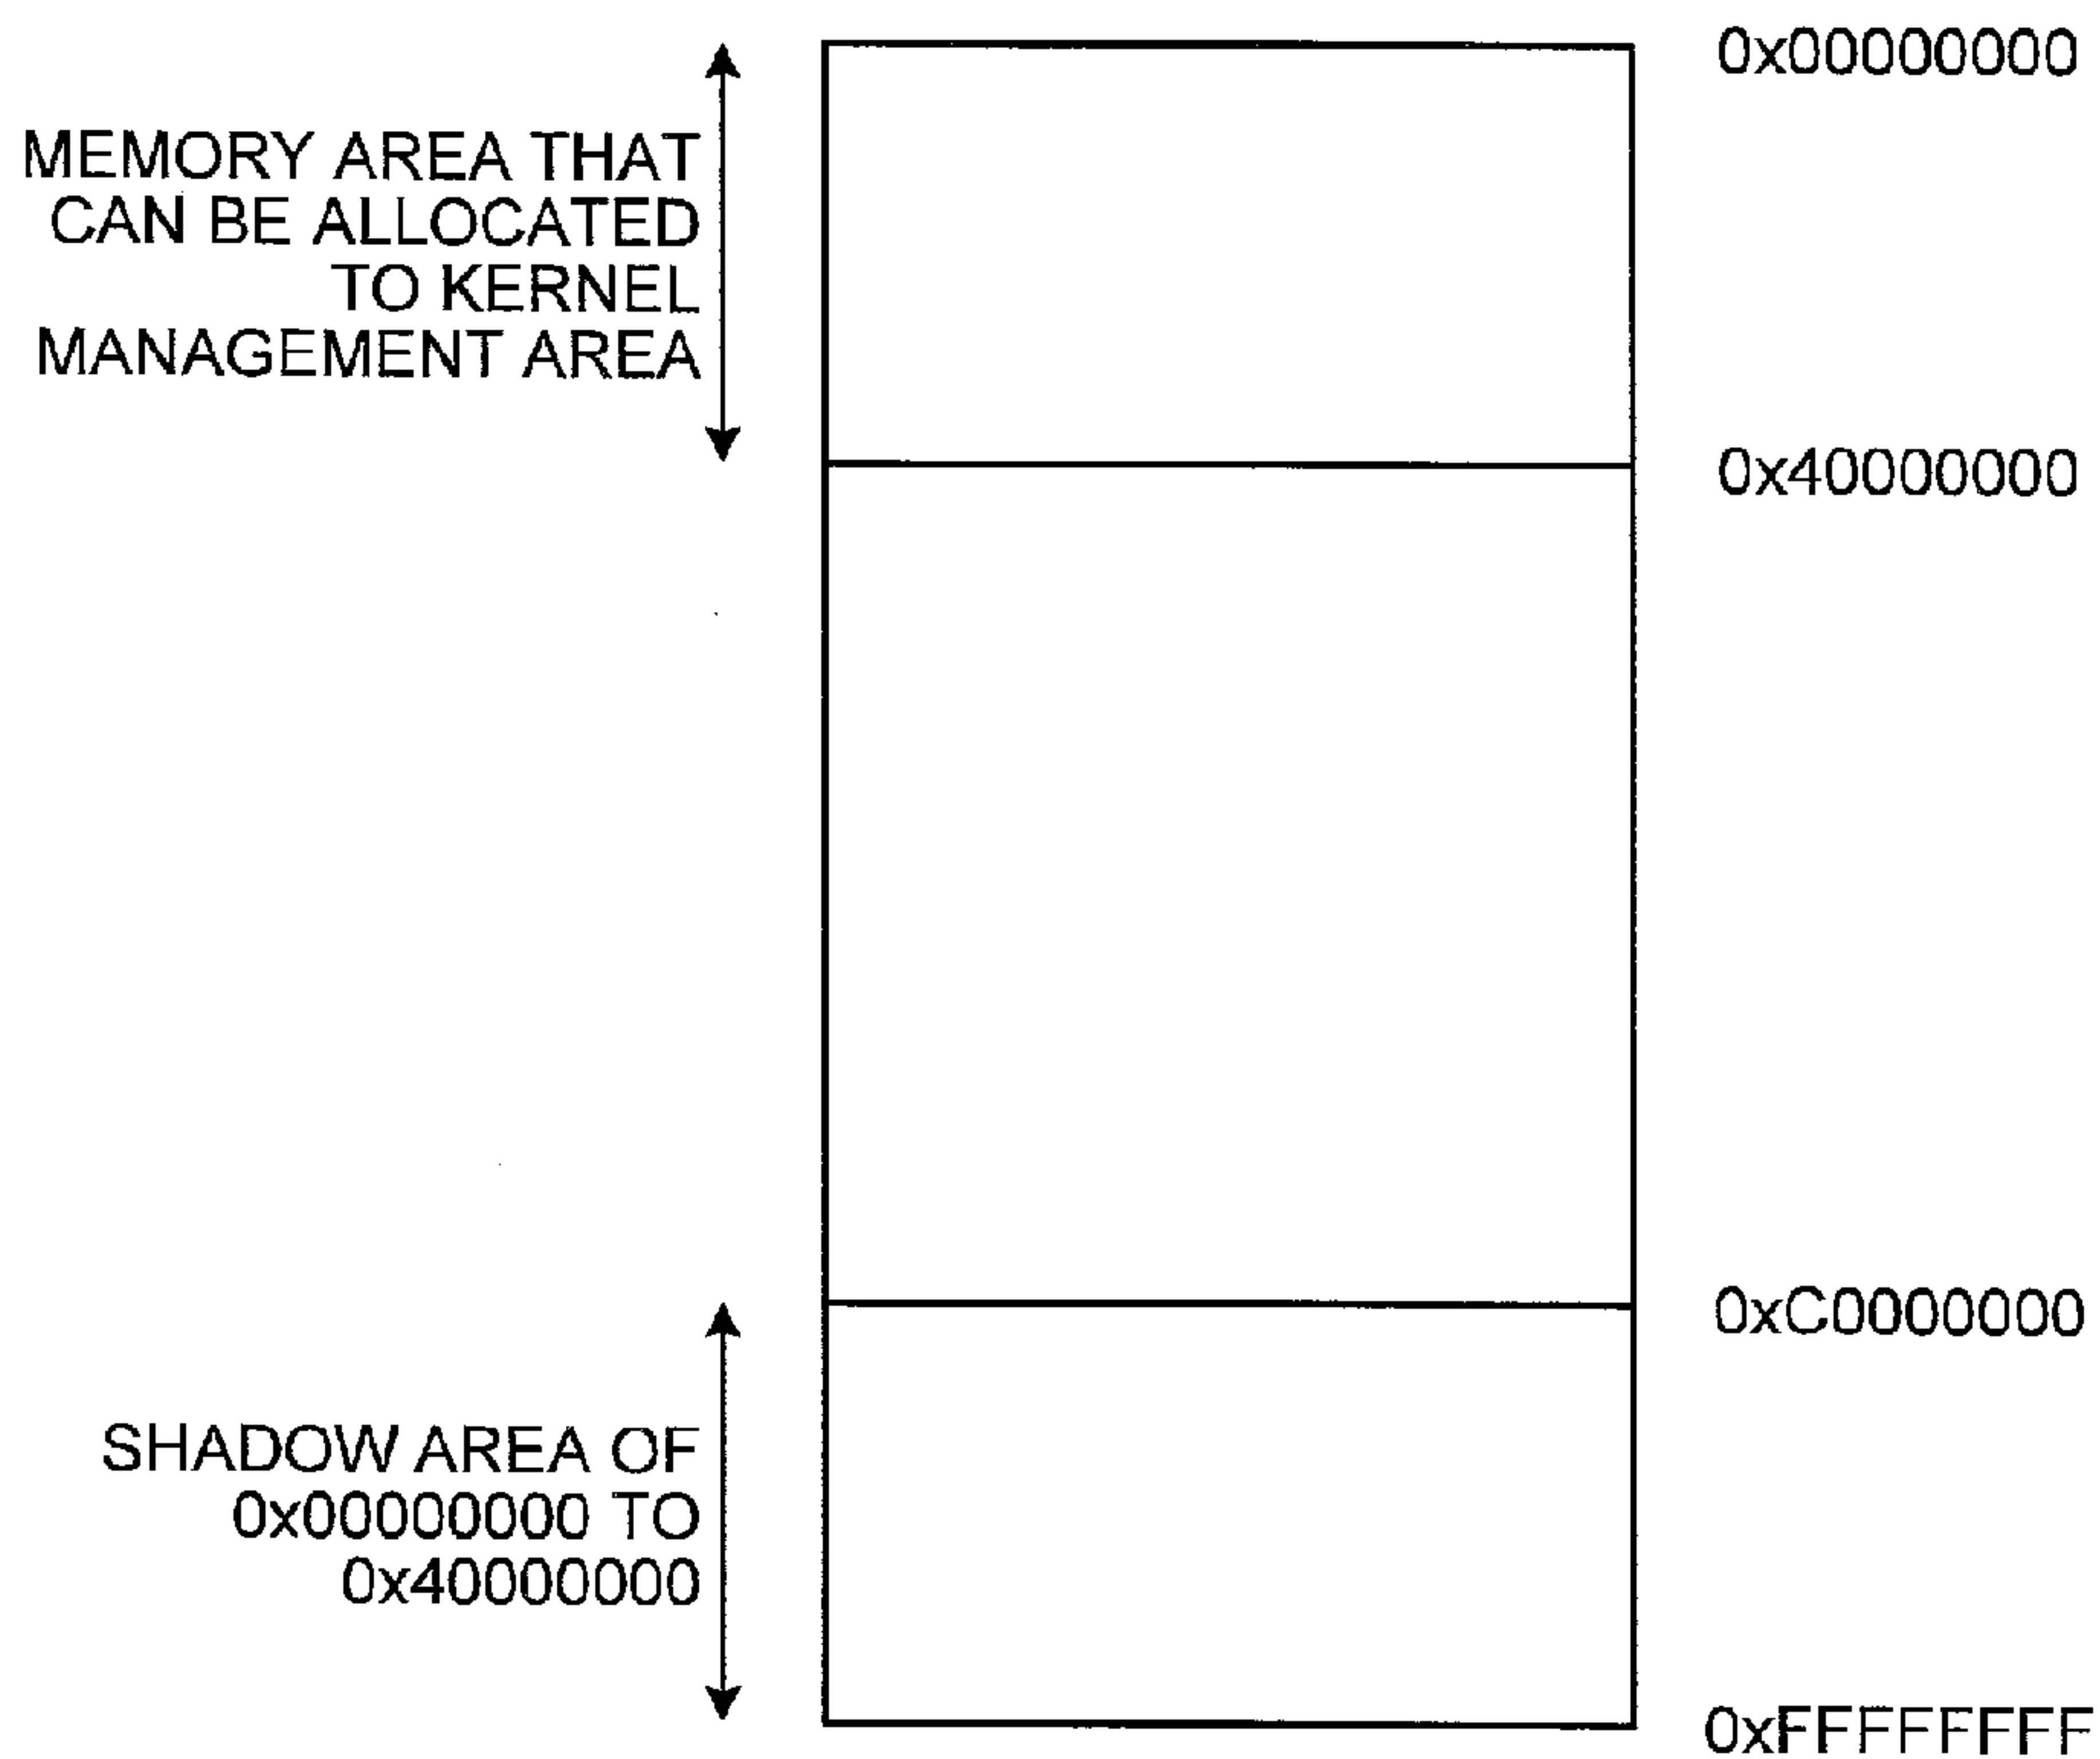 0x00000000
MEMORY AREA THAT
CAN BE ALLOCATED
TO KERNEL
MANAGEMENT AREA
0x40000000
0xC0000000
SHADOW AREA OF
0x00000000 TO
0x40000000
0xFFFFFFFF